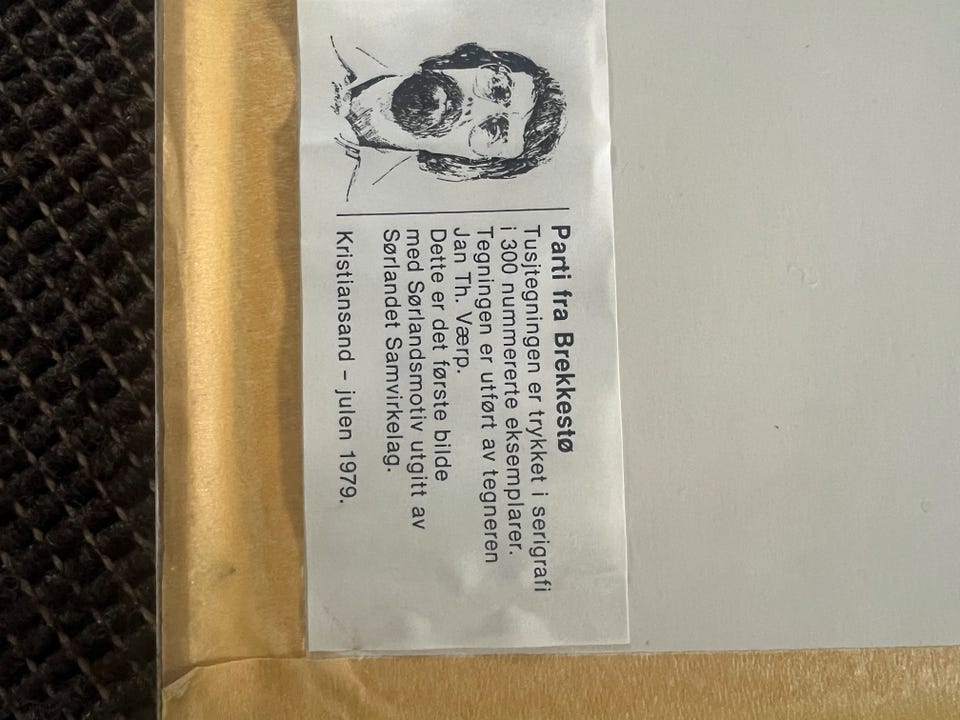 Parti fra Brekkestø
Tusjtegningen er trykket i serigrafi
i 300 nummererte eksemplarer.
Tegningen er utført av tegneren
Jan Th. Værp.
Dette er det første bilde
med Sørlandsmotiv utgitt av
Sørlandet Samvirkelag.
Kristiansand – julen 1979.